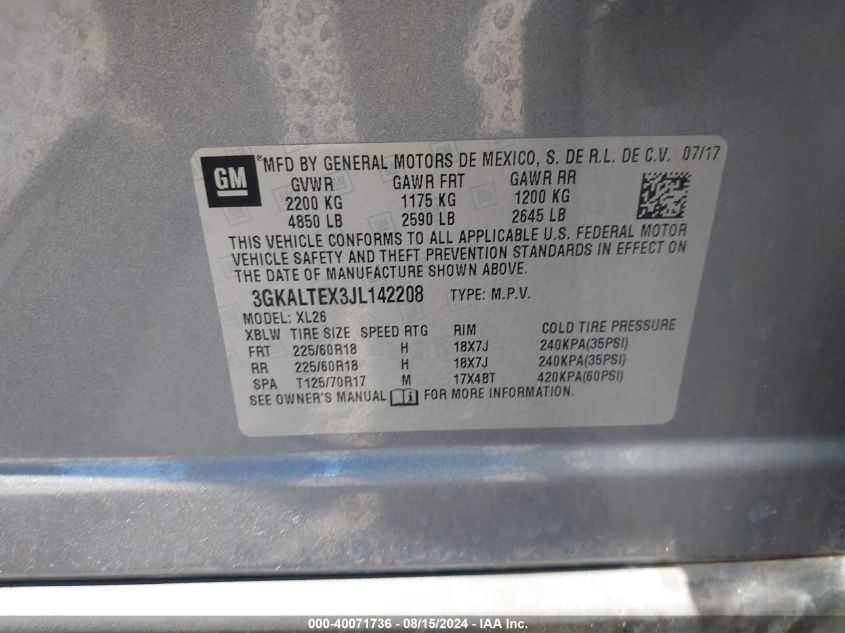 GM
®MFD BY GENERAL MOTORS DE MEXICO, S. DE R.L. DE C.V. 07/17
GVWR GAWR FRT GAWR RR
2200 KG 1175 KG 1200 KG
4850 LB 2590 LB 2645 LB
THIS VEHICLE CONFORMS TO ALL APPLICABLE U.S. FEDERAL MOTOR
VEHICLE SAFETY AND THEFT PREVENTION STANDARDS IN EFFECT ON
THE DATE OF MANUFACTURE SHOWN ABOVE.
3GKALTEX3JL142208 TYPE: M.P.V.
MODEL: XL26
XBLW TIRE SIZE SPEED RTG RIM COLD TIRE PRESSURE
FRT 225/60R18 H 18X7J 240KPA(35PSI)
RR 225/60R18 H 18X7J 240KPA(35PSI)
SPA T125/70R17 M 17X4BT 420KPA(60PSI)
SEE OWNER'S MANUAL FOR MORE INFORMATION.
000-40071736 - 08/15/2024 - IAA Inc.